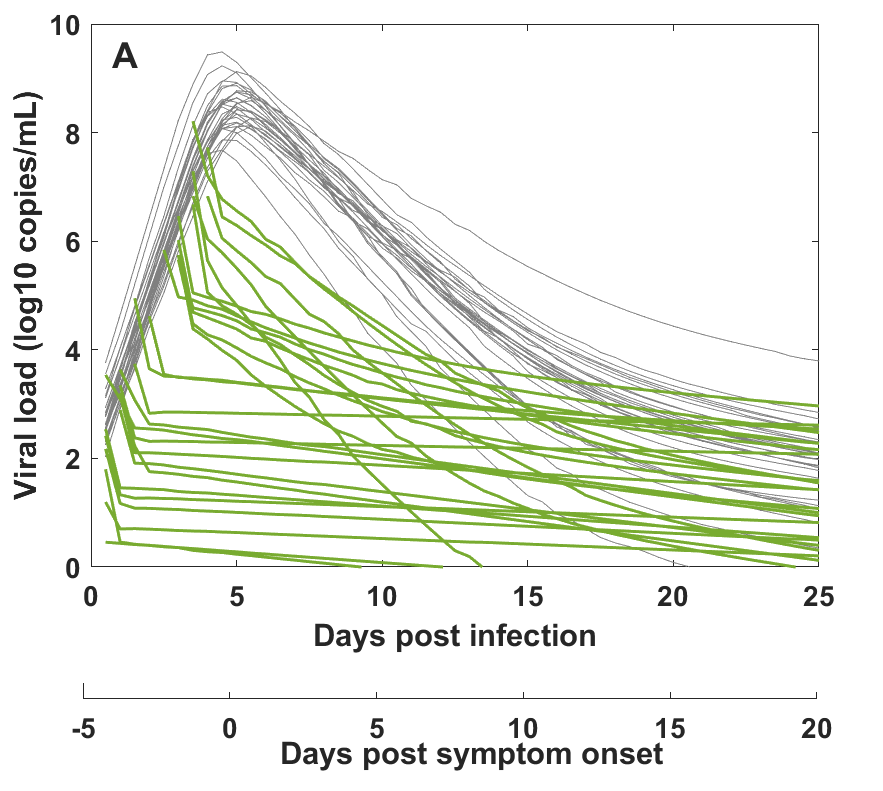 A
Viral load (log10 copies/mL)
10
8
6
4
2
0
0 5 10 15 20 25
Days post infection
-5 0 5 10 15 20
Days post symptom onset